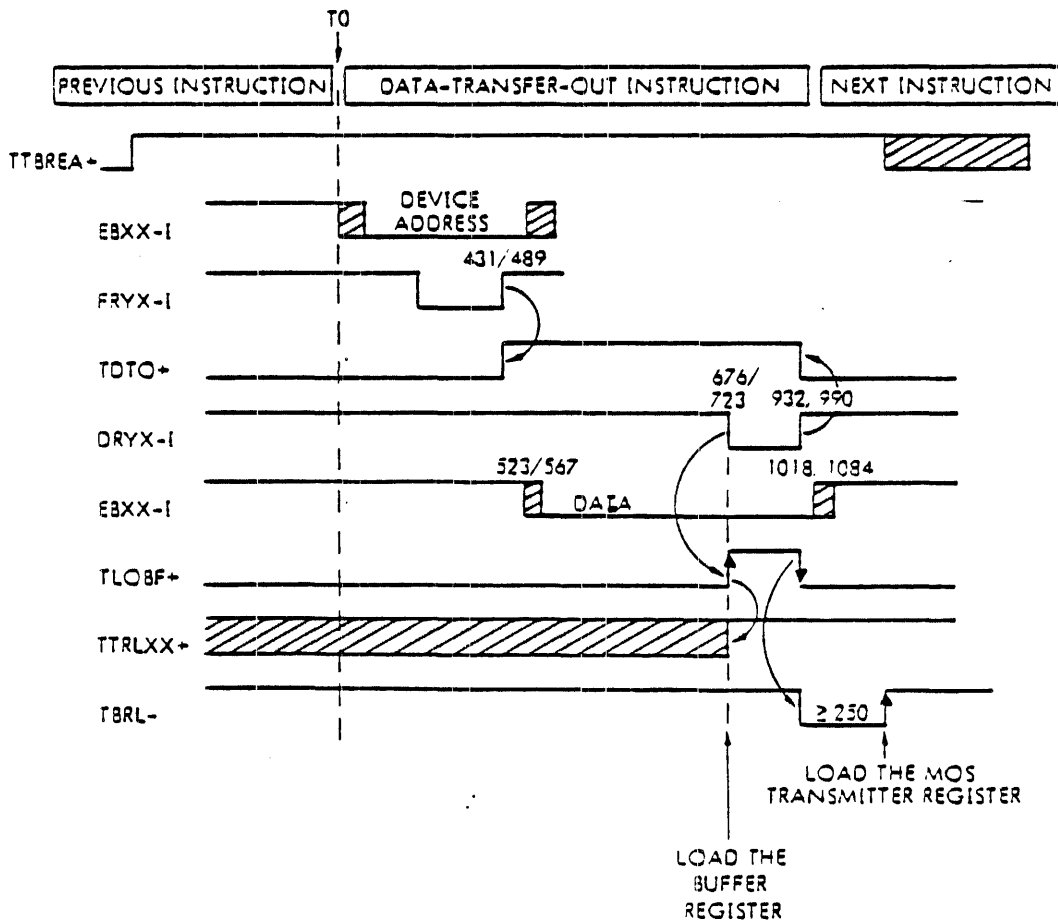 TO
PREVIOUS INSTRUCTION DATA-TRANSFER-OUT INSTRUCTION NEXT INSTRUCTION
TTBREA+
DEVICE
ADDRESS
EBXX-I
431/489
FRYX-I
TDTO+
676/
723 932, 990
DRYX-I
523/567 1018, 1084
EBXX-I DATA
TLOBF+
TTRLXX+
TBRL- ≥250
LOAD THE MOS
TRANSMITTER REGISTER
LOAD THE
BUFFER
REGISTER